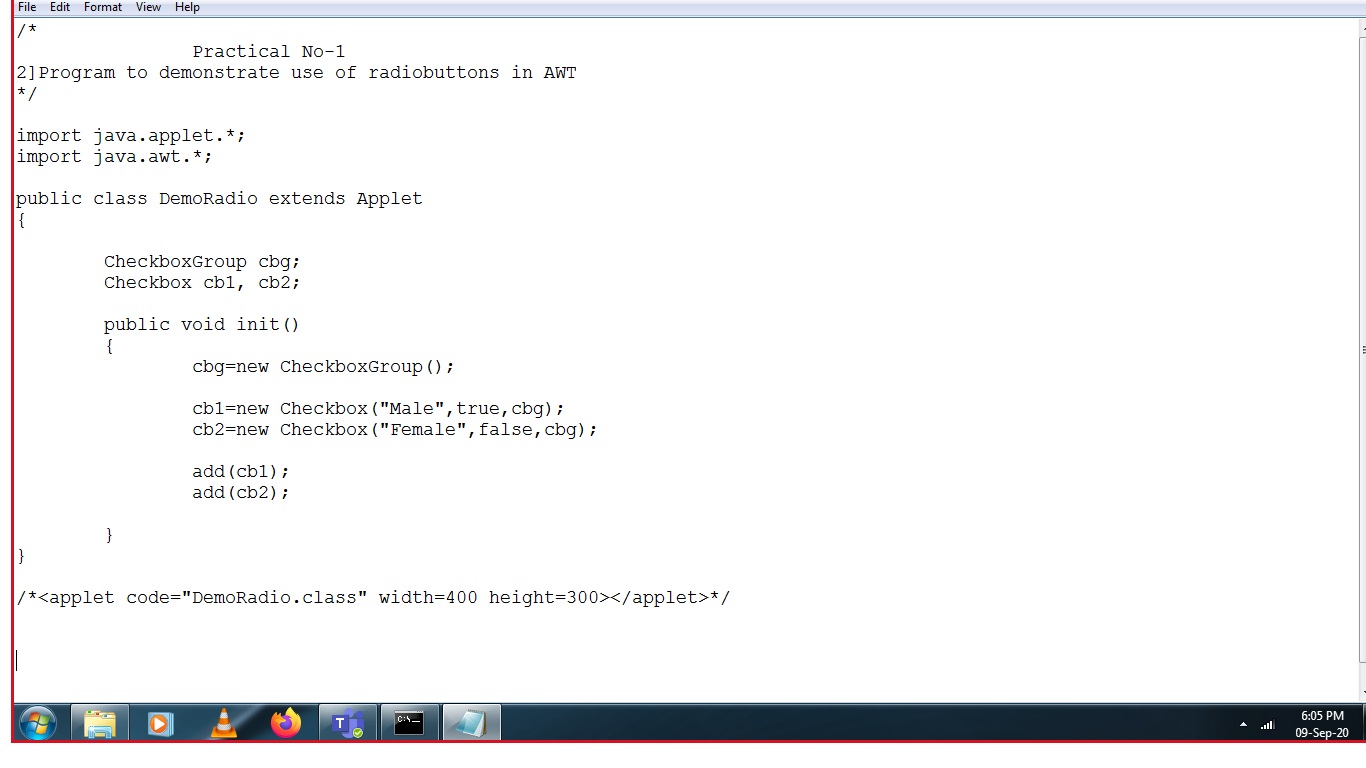 File Edit Format View Help
/*
                Practical No-1
2]Program to demonstrate use of radiobuttons in AWT
*/
import java.applet.*;
import java.awt.*;
public class DemoRadio extends Applet
{
        CheckboxGroup cbg;
        Checkbox cb1, cb2;
        public void init()
        {
                cbg=new CheckboxGroup();
                cb1=new Checkbox("Male",true,cbg);
                cb2=new Checkbox("Female",false,cbg);
                add(cb1);
                add(cb2);
        }
}
/*<applet code="DemoRadio.class" width=400 height=300></applet>*/
T
C:\
6:05 PM
09-Sep-20